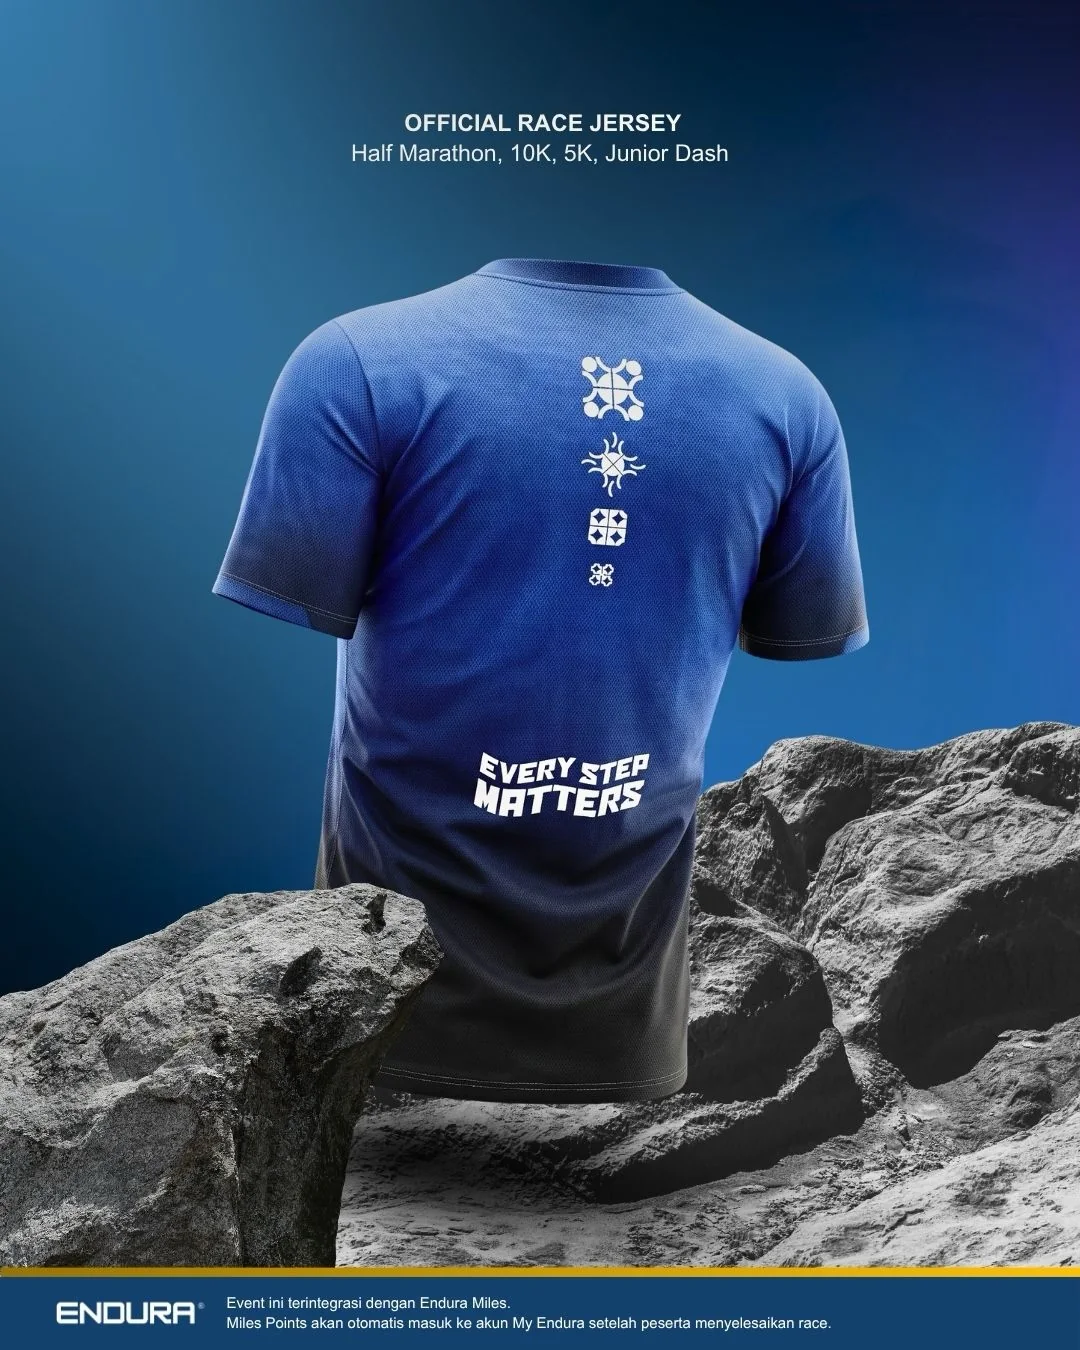 OFFICIAL RACE JERSEY
Half Marathon, 10K, 5K, Junior Dash
EVERY STEP
MATTERS
ENDURA®
Event ini terintegrasi dengan Endura Miles.
Miles Points akan otomatis masuk ke akun My Endura setelah peserta menyelesaikan race.